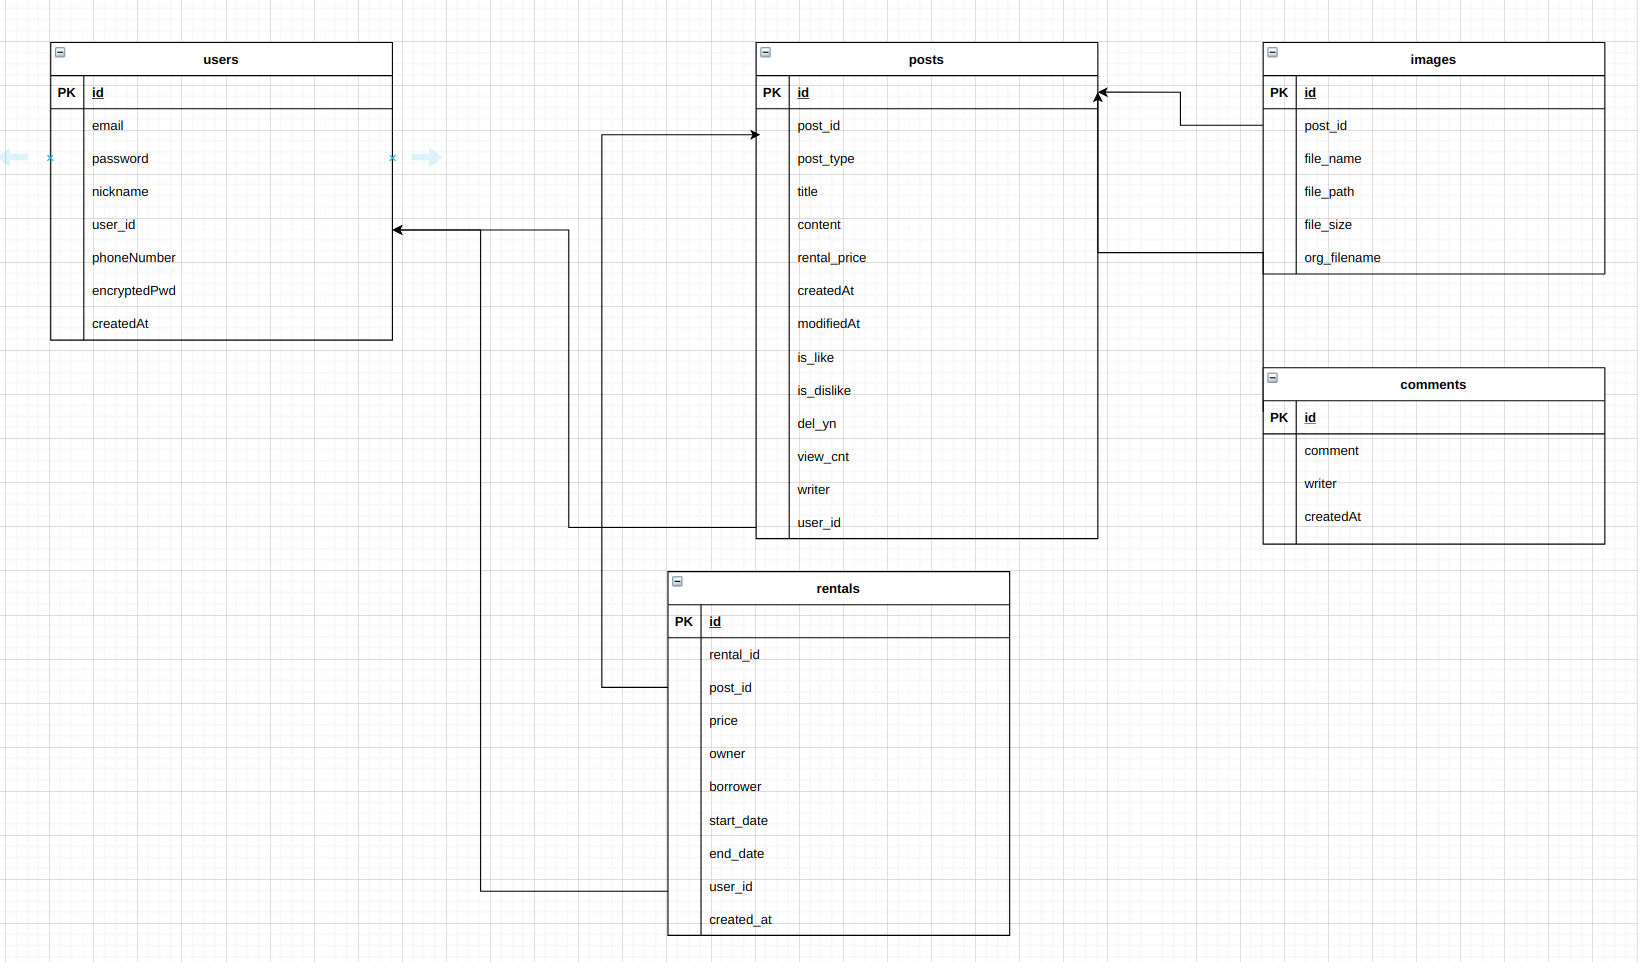 users
PK id
email
password
nickname
user_id
phoneNumber
encryptedPwd
createdAt
posts
PK id
post_id
post_type
title
content
rental_price
createdAt
modifiedAt
is_like
is_dislike
del_yn
view_cnt
writer
user_id
images
PK id
post_id
file_name
file_path
file_size
org_filename
comments
PK id
comment
writer
createdAt
rentals
PK id
rental_id
post_id
price
owner
borrower
start_date
end_date
user_id
created_at